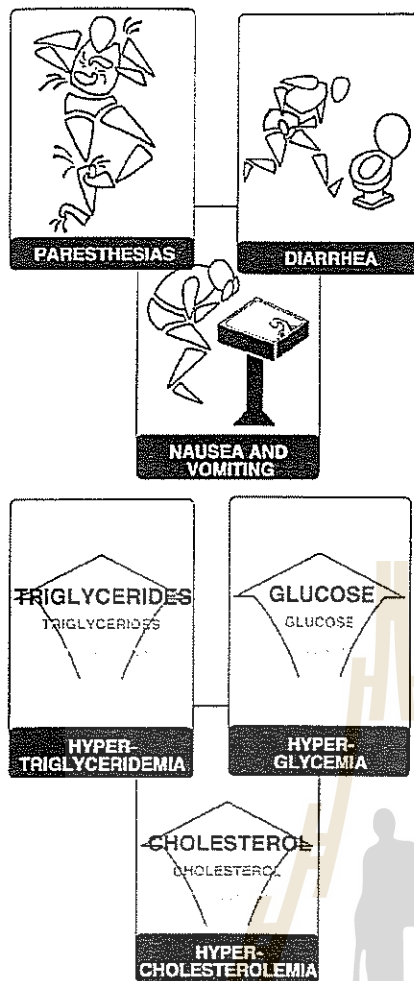 PARESTHESIAS
DIARRHEA
NAUSEA AND
VOMITING
TRIGLYCERIDES
TRIGLYCERIDES
HYPER-
TRIGLYCERIDEMIA
GLUCOSE
GLUCOSE
HYPER-
GLYCEMIA
CHOLESTEROL
CHOLESTEROL
HYPER-
CHOLESTEROLEMIA